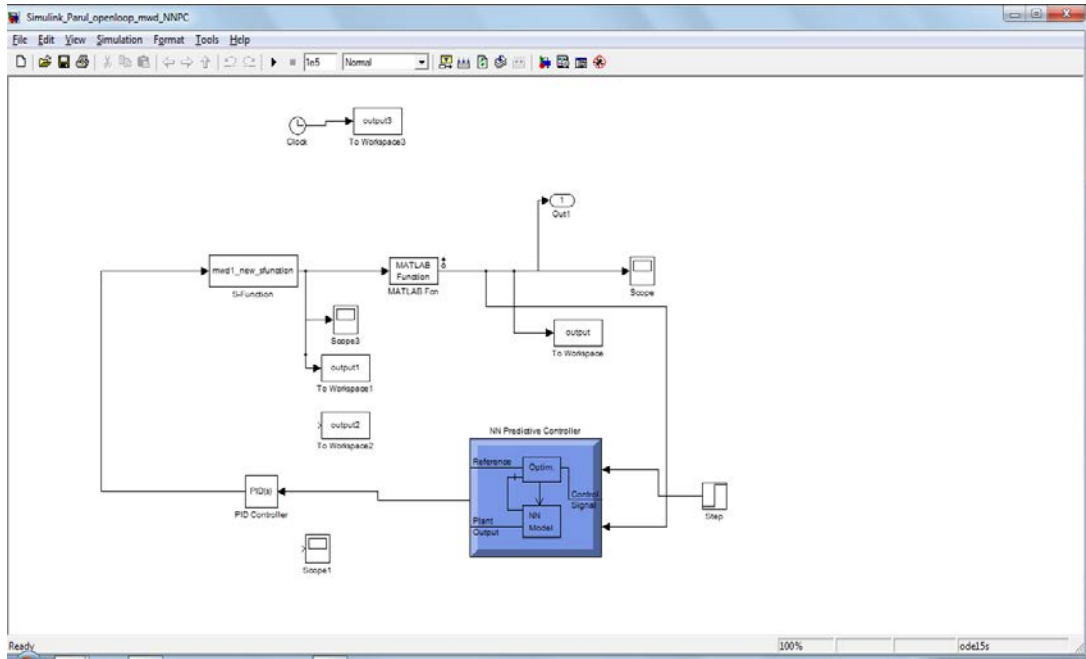 Simulink_Parul_openloop_mwd_NNPC
File Edit View Simulation Format Tools Help
1e5 Normal
output3
Clock
To Workspace3
1
Out1
mwd1_new_sfunction
S-Function
MATLAB
Function
MATLAB Fcn
Scope
Scope3
output
To Workspace
output1
To Workspace1
output2
To Workspace2
NN Predictive Controller
Reference
Optim.
Control
Signal
Plant
Output
NN
Model
PID(s)
PID Controller
Step
Scope1
Ready
100%
ode15s